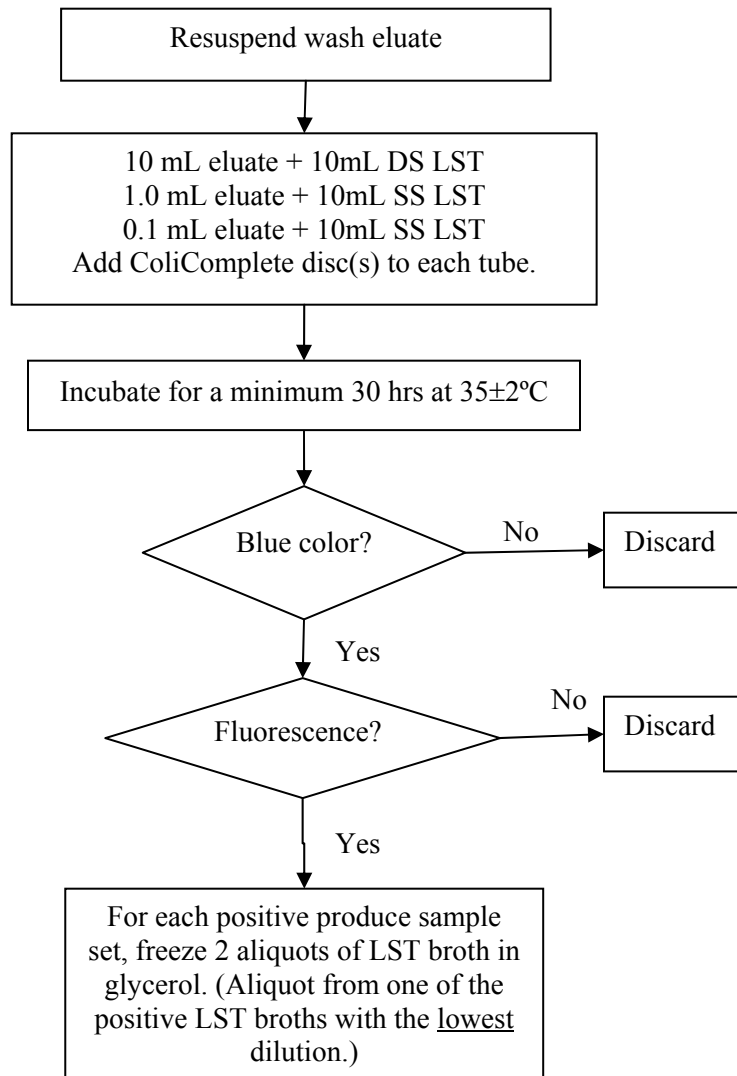 Resuspend wash eluate
10 mL eluate + 10mL DS LST
1.0 mL eluate + 10mL SS LST
0.1 mL eluate + 10mL SS LST
Add ColiComplete disc(s) to each tube.
Incubate for a minimum 30 hrs at 35±2ºC
Blue color?
No
Discard
Yes
Fluorescence?
No
Discard
Yes
For each positive produce sample
set, freeze 2 aliquots of LST broth in
glycerol. (Aliquot from one of the
positive LST broths with the lowest
dilution.)